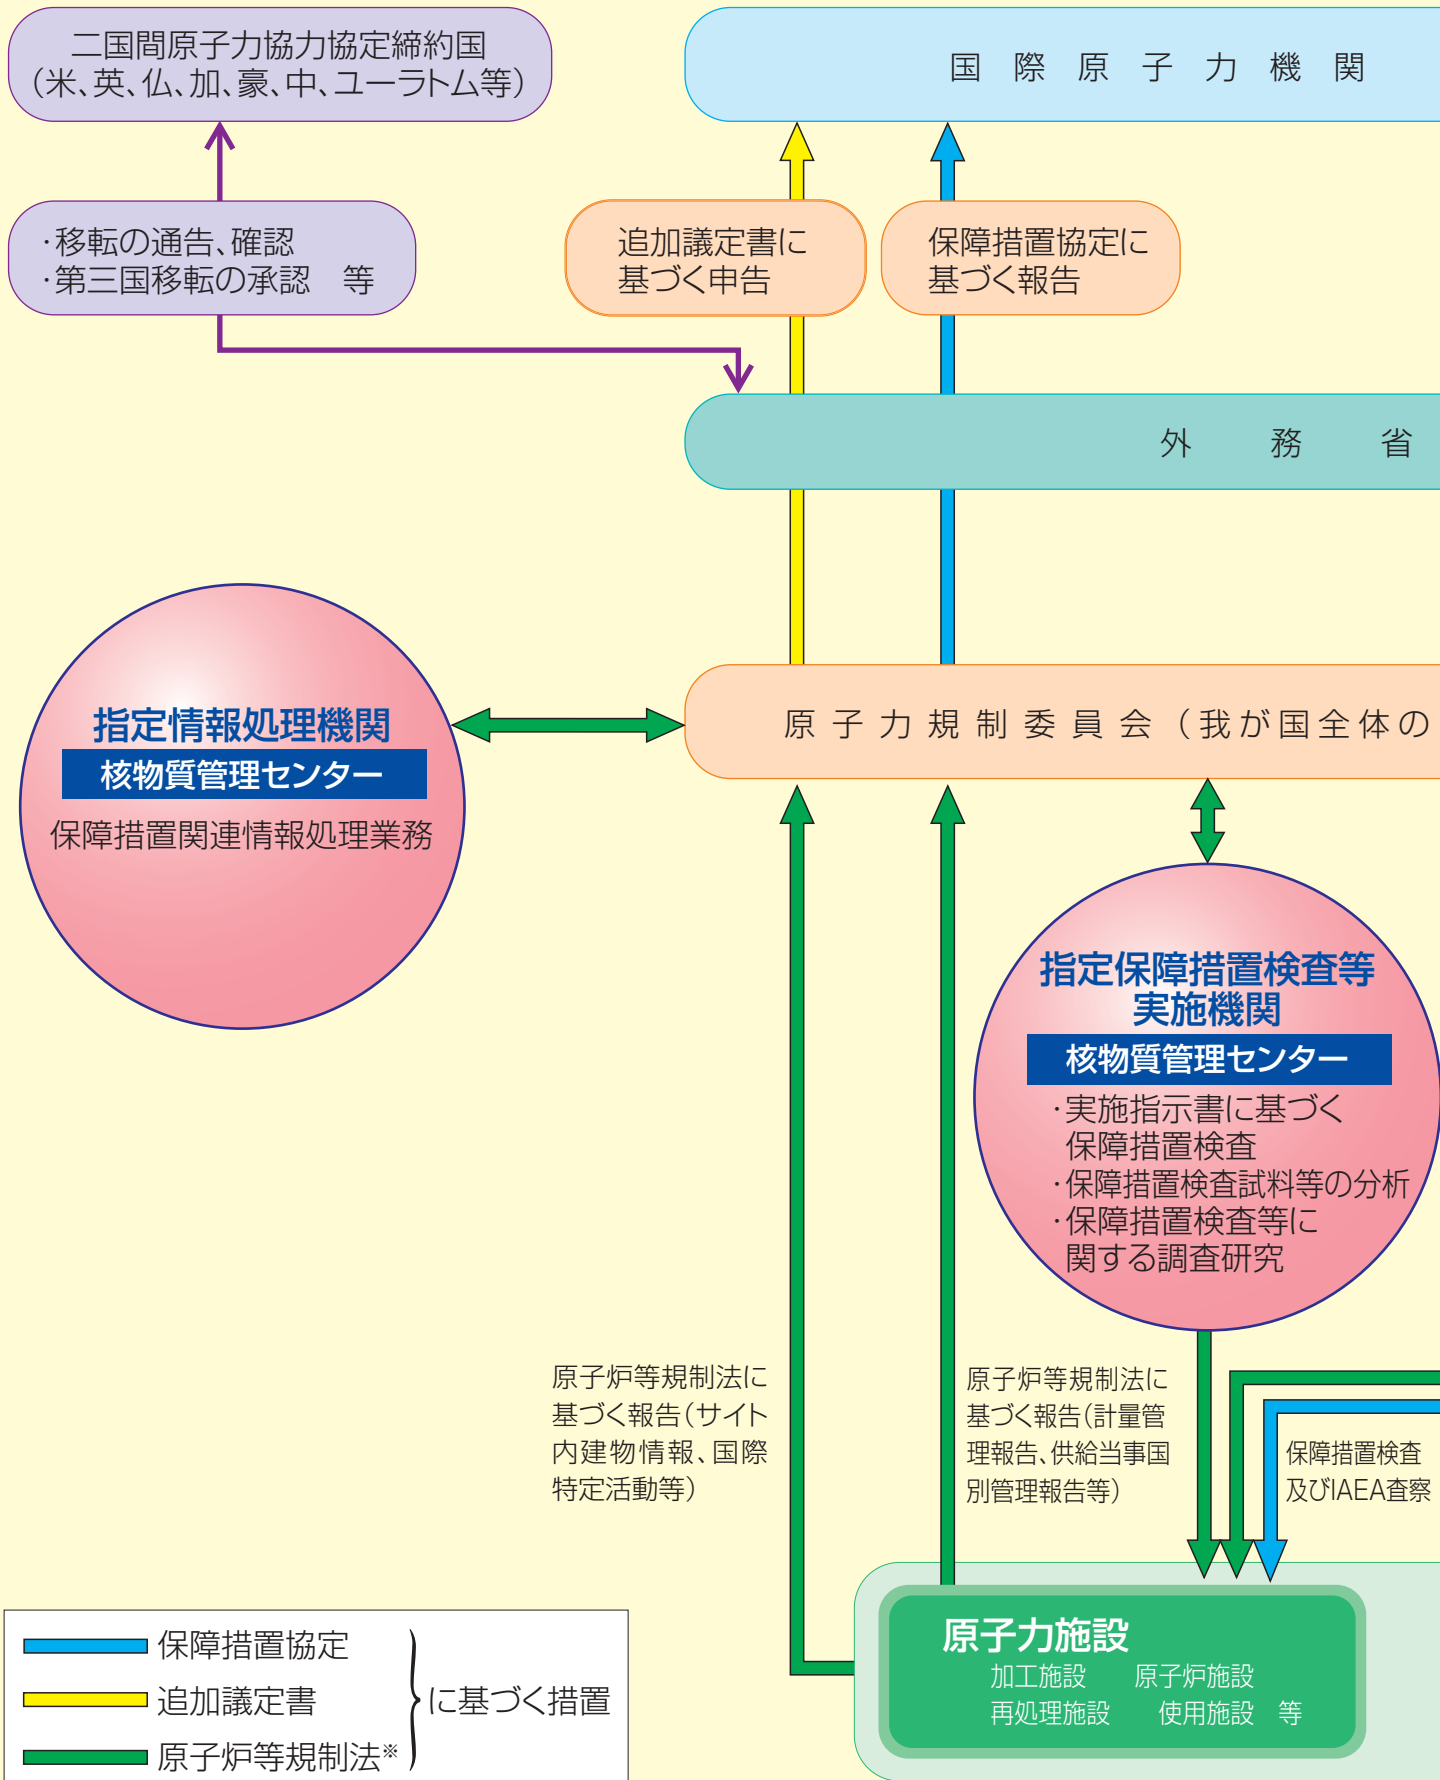 二国間原子力協力協定締約国
（米、英、仏、加、豪、中、ユーラトム等）
国際原子力機関
・移転の通告、確認
・第三国移転の承認　等
追加議定書に
基づく申告
保障措置協定に
基づく報告
外務省
指定情報処理機関
核物質管理センター
保障措置関連情報処理業務
原子力規制委員会（我が国全体の
指定保障措置検査等
実施機関
核物質管理センター
・実施指示書に基づく
保障措置検査
・保障措置検査試料等の分析
・保障措置検査等に
関する調査研究
原子炉等規制法に
基づく報告（サイト
内建物情報、国際
特定活動等）
原子炉等規制法に
基づく報告（計量管
理報告、供給当事国
別管理報告等）
保障措置検査
及びIAEA査察
原子力施設
加工施設　原子炉施設
再処理施設　使用施設　等
保障措置協定
追加議定書
に基づく措置
原子炉等規制法※